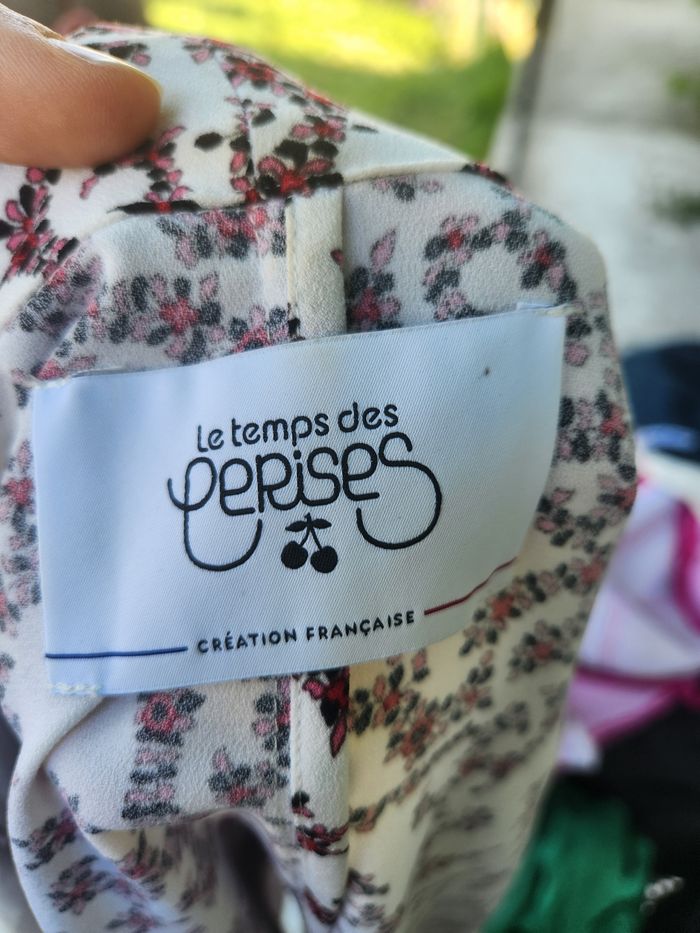 Le temps des
CERISES
CRÉATION FRANÇAISE